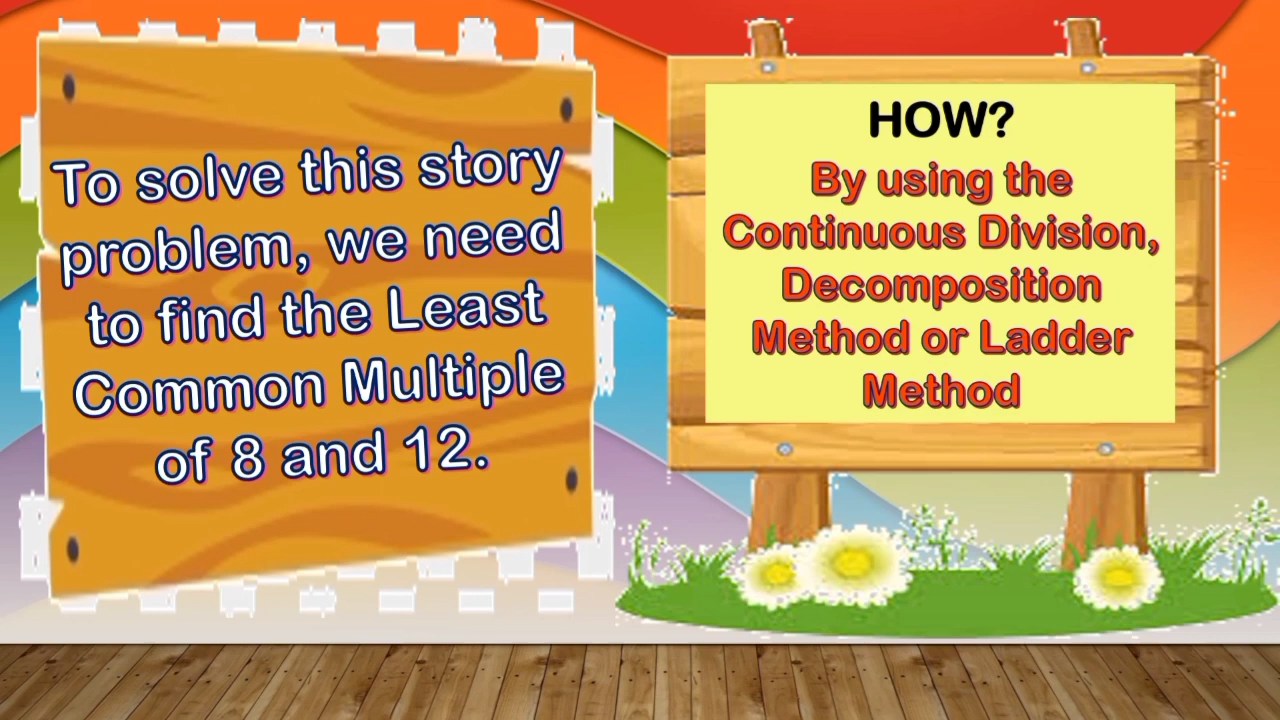 To solve this story
problem, we need
to find the Least
Common Multiple
of 8 and 12.
HOW?
By using the
Continuous Division,
Decomposition
Method or Ladder
Method